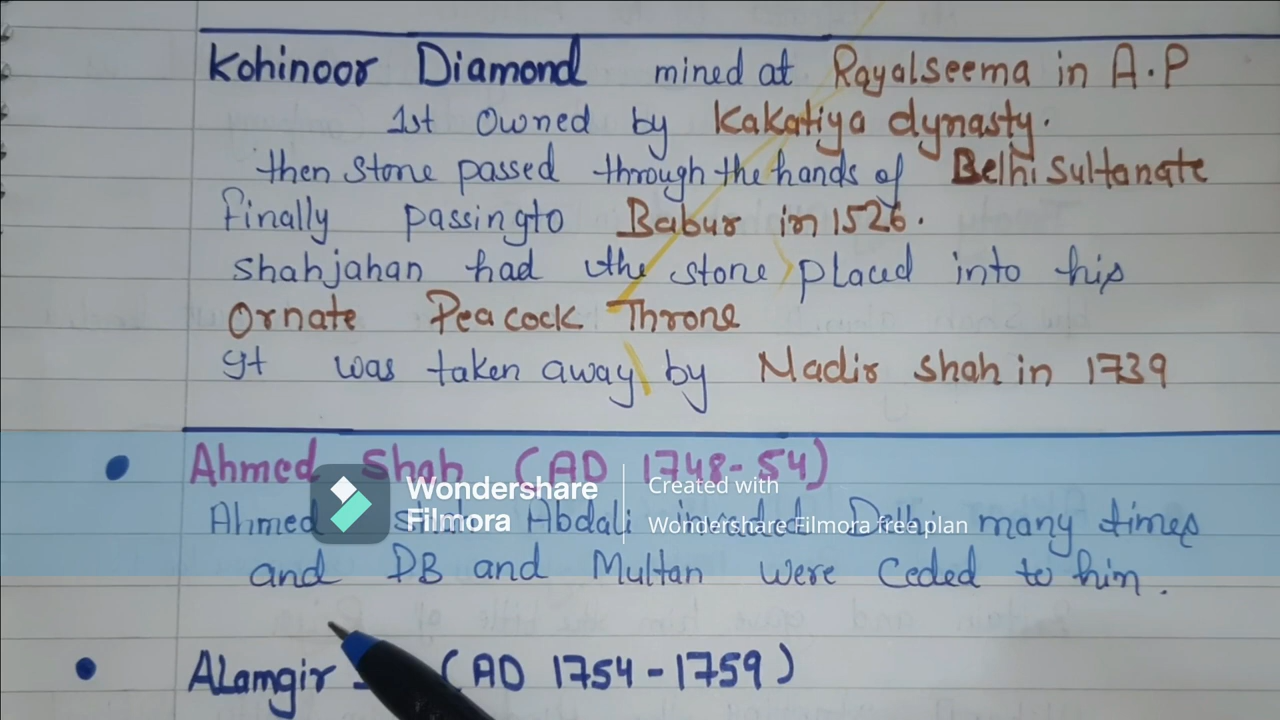 Kohinoor Diamond mined at Rayalseema in A.P
1st owned by Kakatiya dynasty.
then stone passed through the hands of Delhi Sultanate
Finally passing to Babur in 1526.
Shahjahan had the stone placed into his
Ornate Peacock Throne
It was taken away by Nadir Shah in 1739
Ahmed Shah (AD 1748-54)
Wondershare
Filmora
Created with
Wondershare Filmora free plan
Ahmed Abdali invaded Delhi many times
and PB and Multan were Ceded to him.
Alamgir (AD 1754-1759)